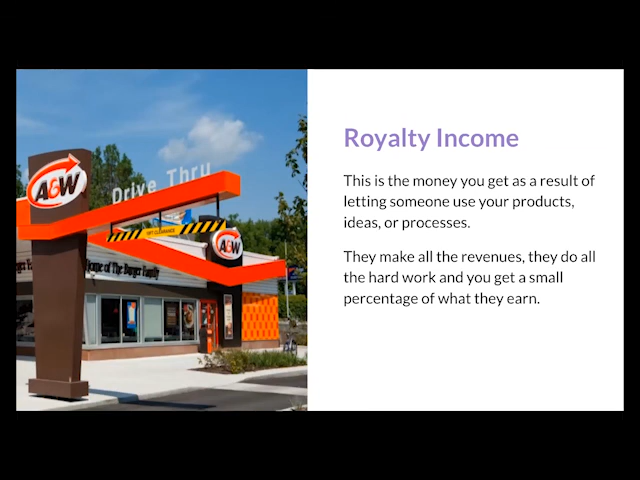 Royalty Income
This is the money you get as a result of
letting someone use your products,
ideas, or processes.
They make all the revenues, they do all
the hard work and you get a small
percentage of what they earn.
A&W
Drive Thru
CLEARANCE
A&W
Home of The Burger Family